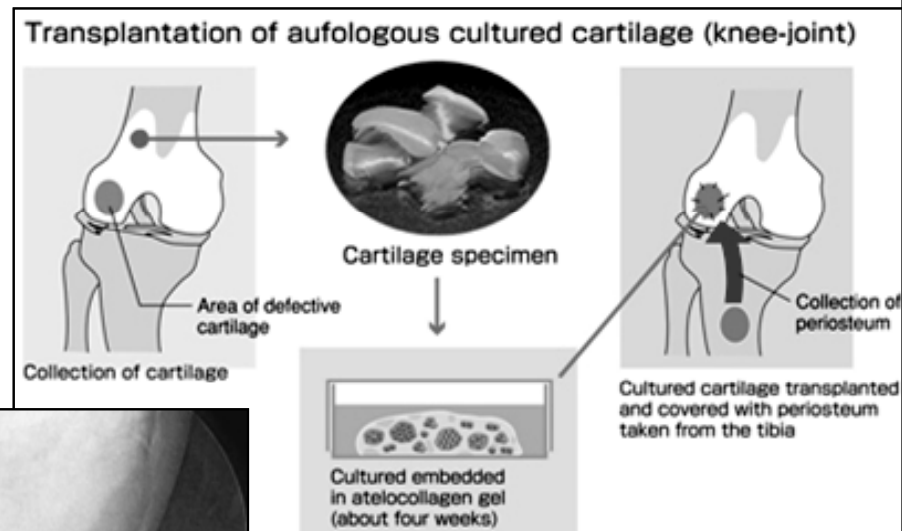 Transplantation of aufologous cultured cartilage (knee-joint)
Cartilage specimen
Area of defective
cartilage
Collection of cartilage
Cultured embedded
in atelocollagen gel
(about four weeks)
Collection of
periosteum
Cultured cartilage transplanted
and covered with periosteum
taken from the tibia